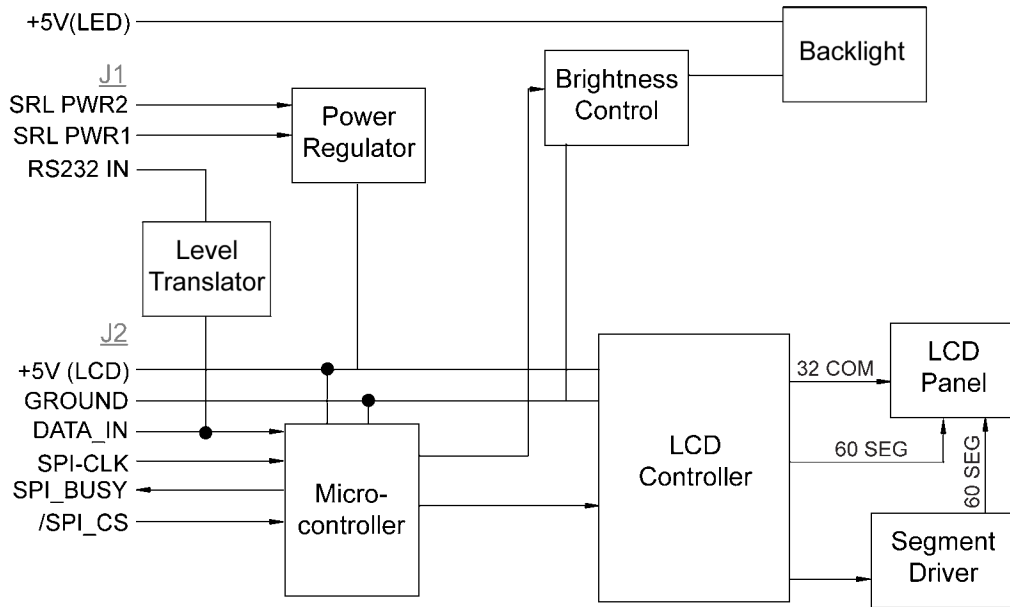 +5V(LED)
Backlight
J1
Brightness
Control
SRL PWR2
SRL PWR1
RS232 IN
Power
Regulator
Level
Translator
J2
+5V (LCD)
GROUND
DATA_IN
SPI-CLK
SPI_BUSY
/SPI_CS
Micro-
controller
LCD
Controller
32 COM
LCD
Panel
60 SEG
60 SEG
Segment
Driver